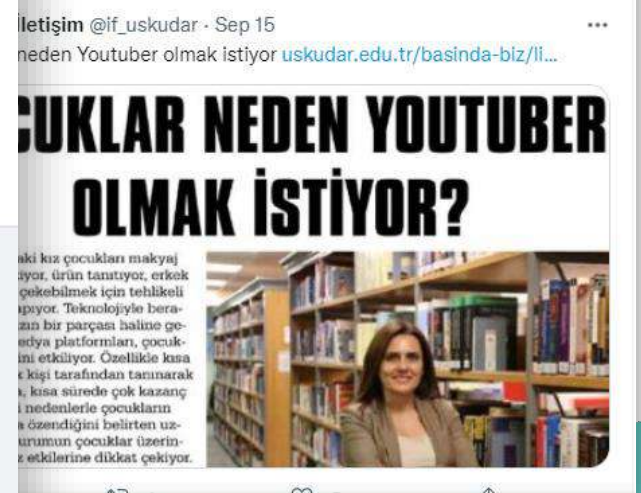 İletişim @if_uskudar · Sep 15
neden Youtuber olmak istiyor uskudar.edu.tr/basinda-biz/li...
CUKLAR NEDEN YOUTUBER
OLMAK İSTİYOR?
aki kız çocukları makyaj
iyor, ürün tanıtıyor, erkek
çekebilmek için tehlikeli
apıyor. Teknolojiyle bera-
zın bir parçası haline ge-
edya platformları, çocuk-
ini etkiliyor. Özellikle kısa
k kişi tarafından tanınarak
, kısa sürede çok kazanç
i nedenlerle çocukların
a özendiğini belirten uz-
urumun çocuklar üzerin-
z etkilerine dikkat çekiyor.